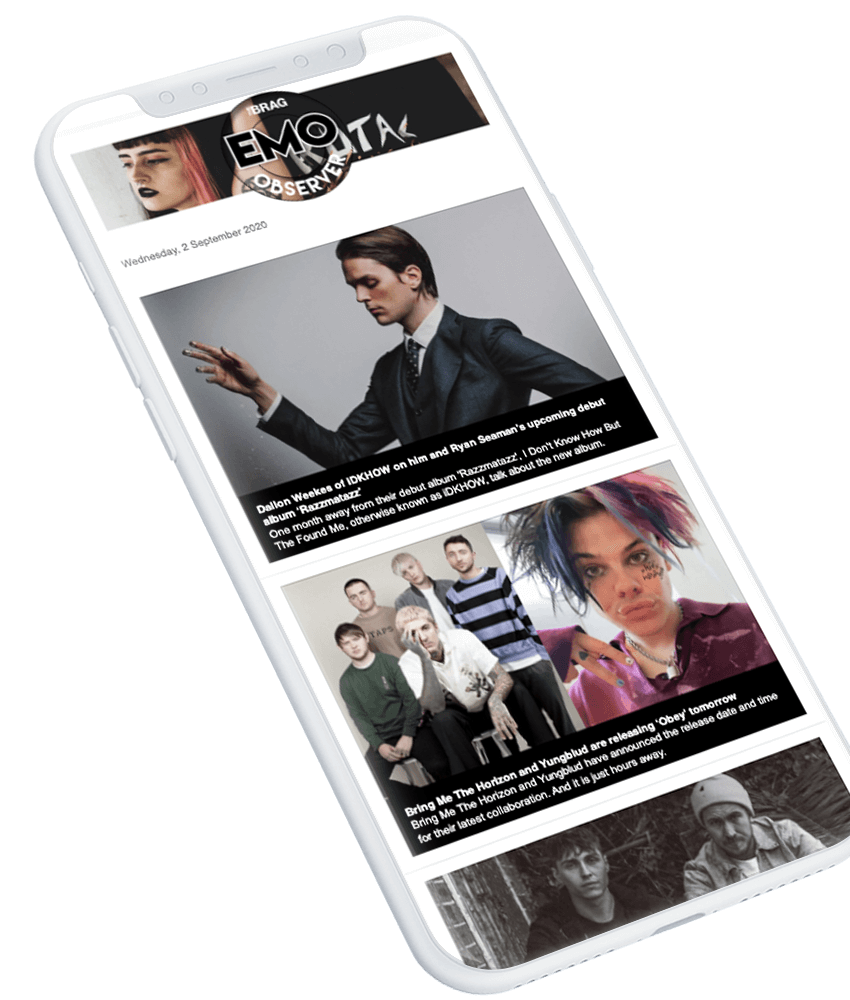 THE BRAG
EMO
OBSERVER
Wednesday, 2 September 2020
Dallon Weekes of iDKHOW on him and Ryan Seaman's upcoming debut
album 'Razzmatazz'
One month away from their debut album 'Razzmatazz', I Don't Know How But
The Found Me, otherwise known as iDKHOW, talk about the new album.
TAPS
Bring Me The Horizon and Yungblud are releasing 'Obey' tomorrow
Bring Me The Horizon and Yungblud have announced the release date and time
for their latest collaboration. And it is just hours away.